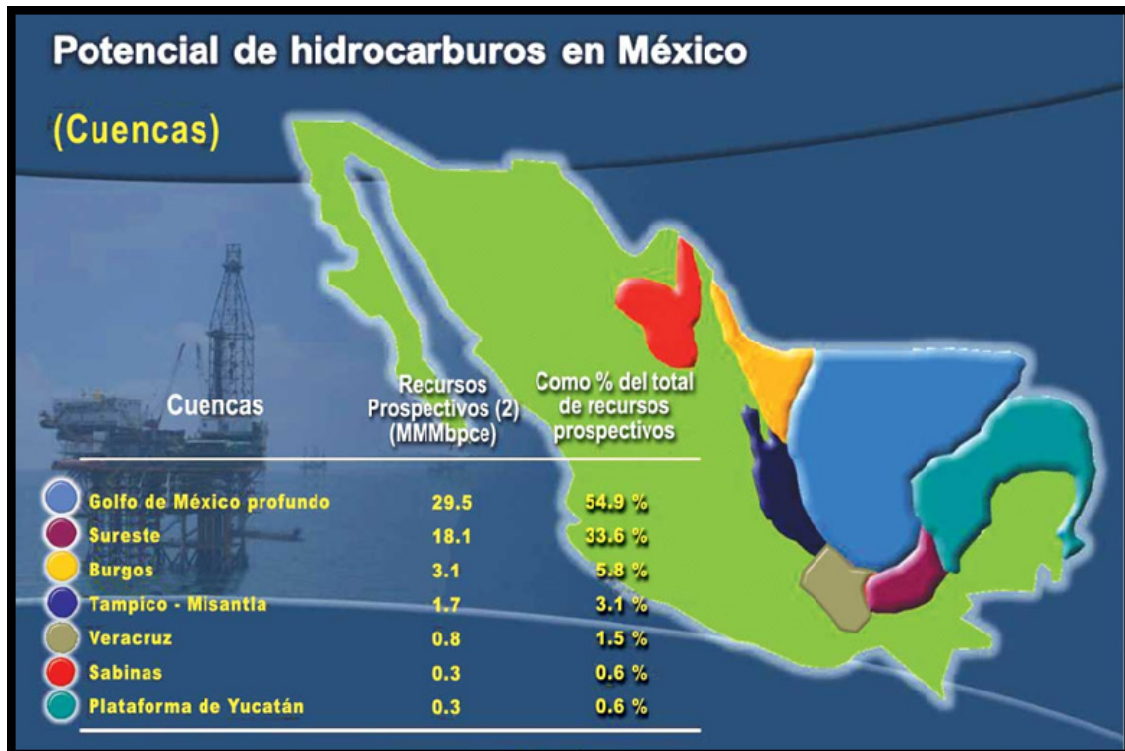 Potencial de hidrocarburos en México
(Cuencas)
Cuencas
Recursos
Prospectivos (2)
(MMMbpce)
Como % del total
de recursos
prospectivos
Golfo de México profundo 29.5 54.9 %
Sureste 18.1 33.6 %
Burgos 3.1 5.8 %
Tampico - Misantla 1.7 3.1 %
Veracruz 0.8 1.5 %
Sabinas 0.3 0.6 %
Plataforma de Yucatán 0.3 0.6 %